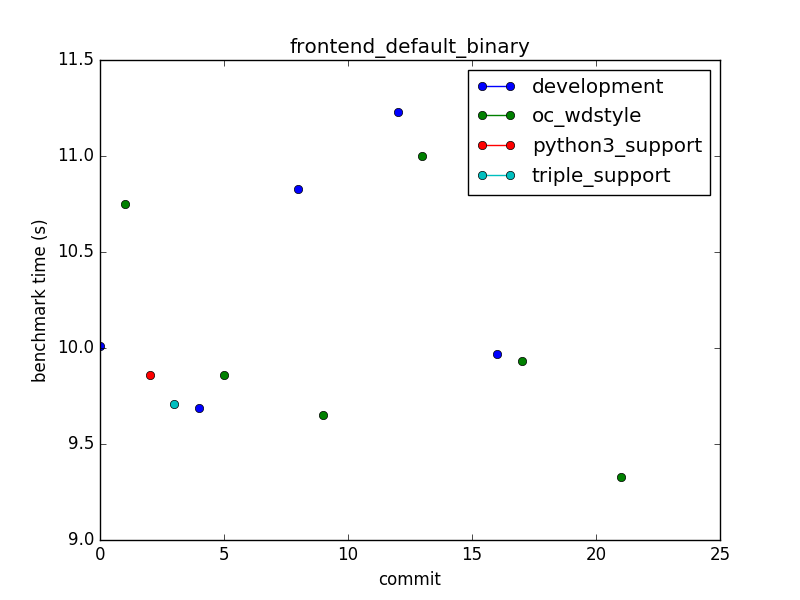 frontend_default_binary
development
oc_wdstyle
python3_support
triple_support
benchmark time (s)
11.5
11.0
10.5
10.0
9.5
9.0
0 5 10 15 20 25
commit